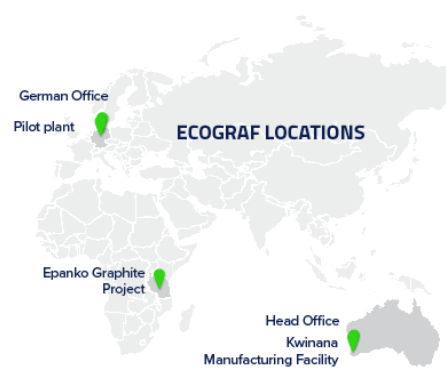 German Office
Pilot plant
ECOGRAF LOCATIONS
Epanko Graphite
Project
Head Office
Kwinana
Manufacturing Facility